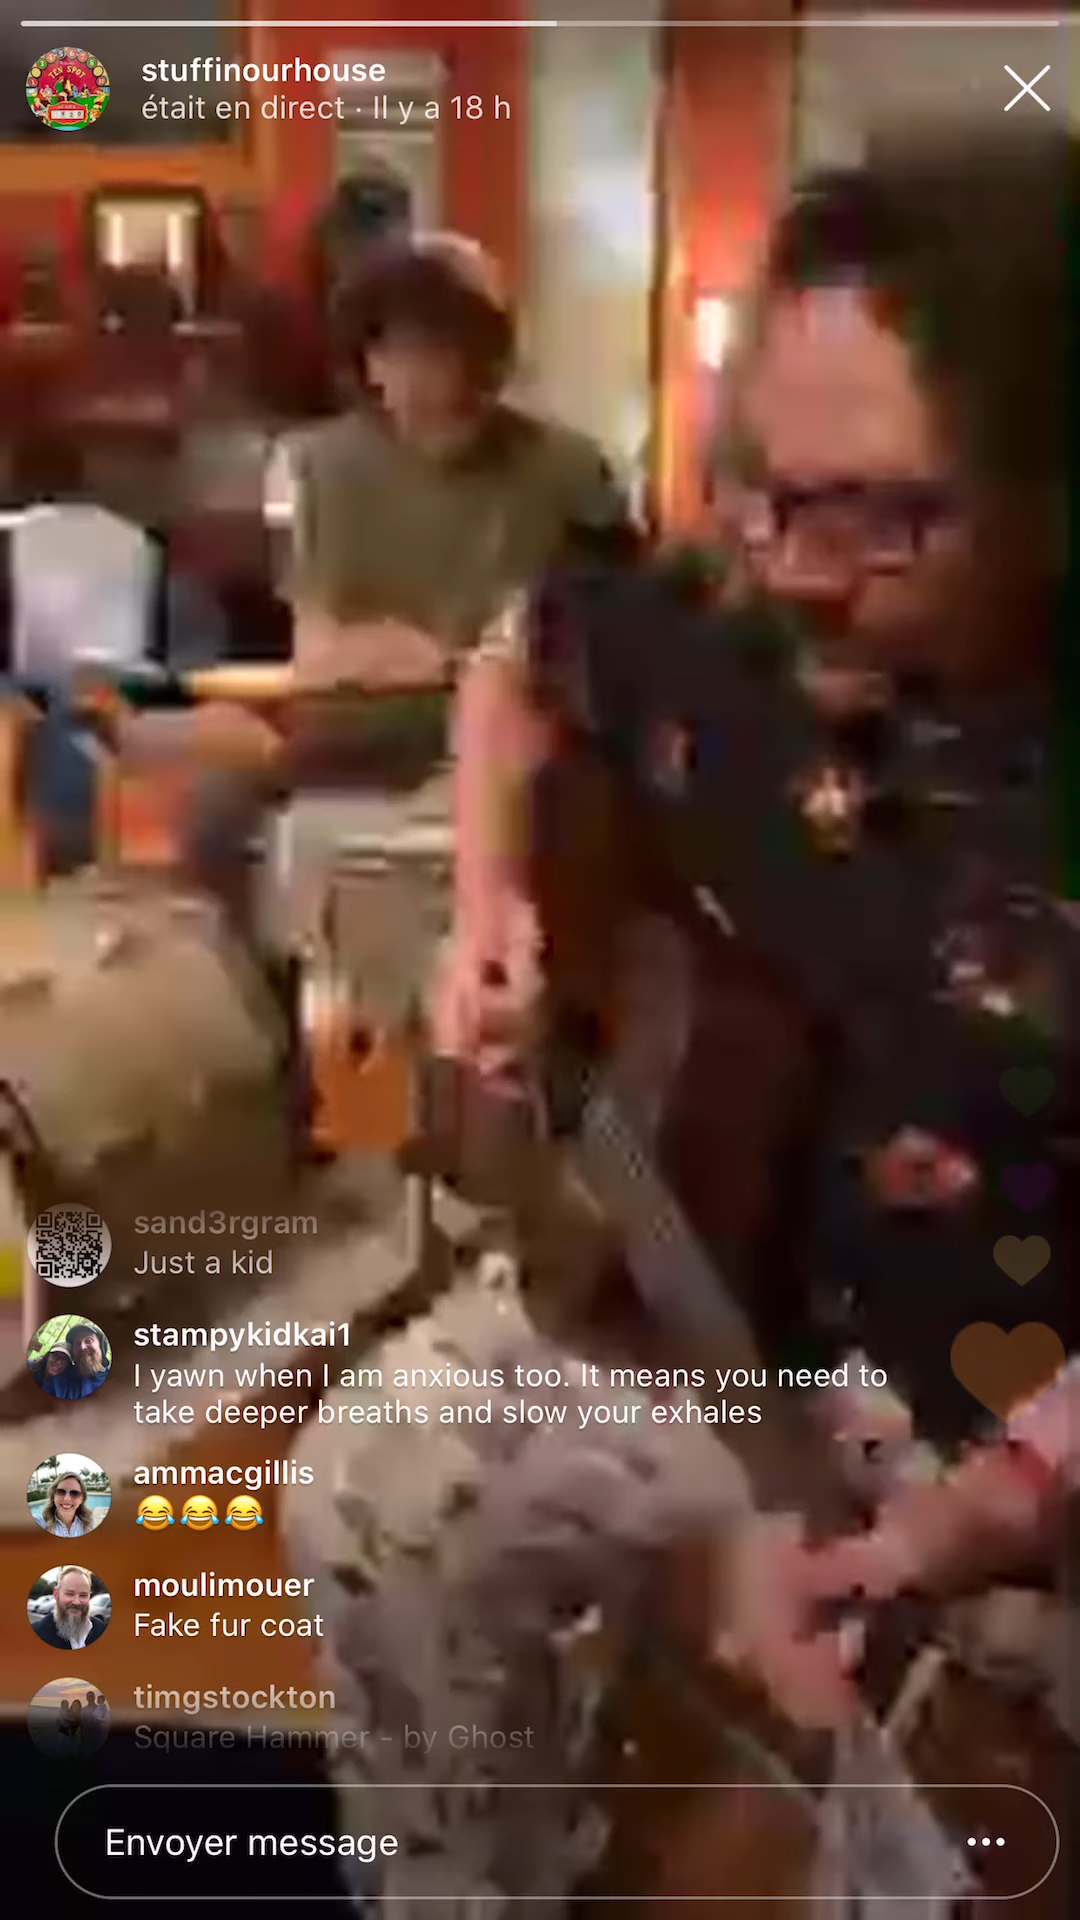 TEN SPOT
stuffinourhouse
était en direct · Il y a 18 h
sand3rgram
Just a kid
stampykidkai1
I yawn when I am anxious too. It means you need to
take deeper breaths and slow your exhales
ammacgillis
😂😂😂
moulimouer
Fake fur coat
timgstockton
Square Hammer - by Ghost
Envoyer message